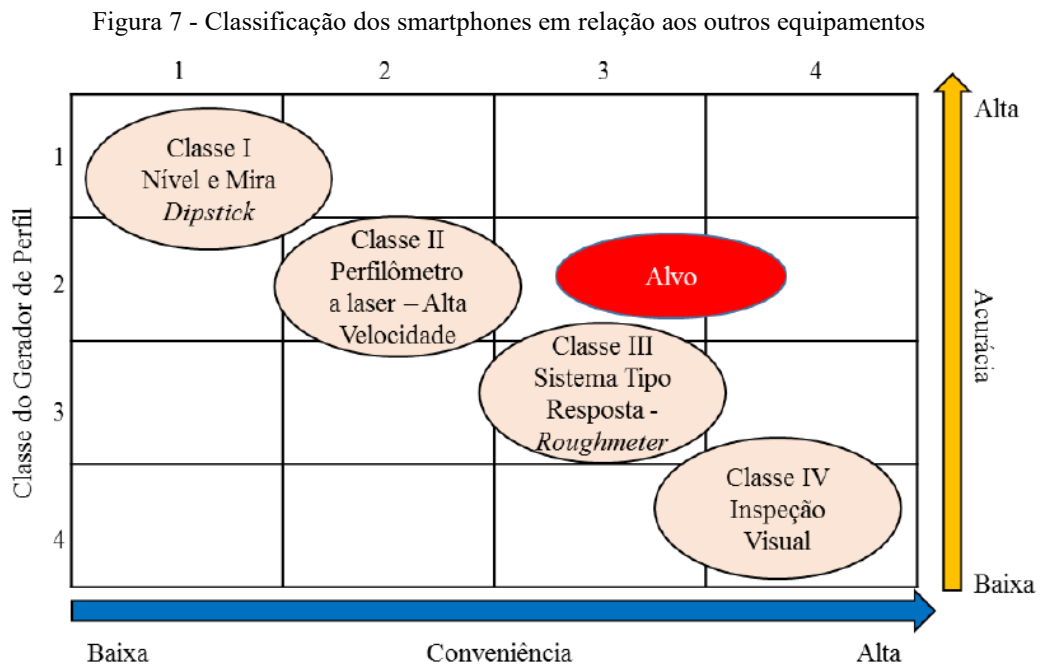 Figura 7 - Classificação dos smartphones em relação aos outros equipamentos
1 2 3 4
Alta
1
Classe I
Nível e Mira
Dipstick
Classe do Gerador de Perfil
2
Classe II
Perfilômetro
a laser – Alta
Velocidade
Alvo
Acurácia
3
Classe III
Sistema Tipo
Resposta -
Roughmeter
4
Classe IV
Inspeção
Visual
Baixa
Baixa Conveniência Alta